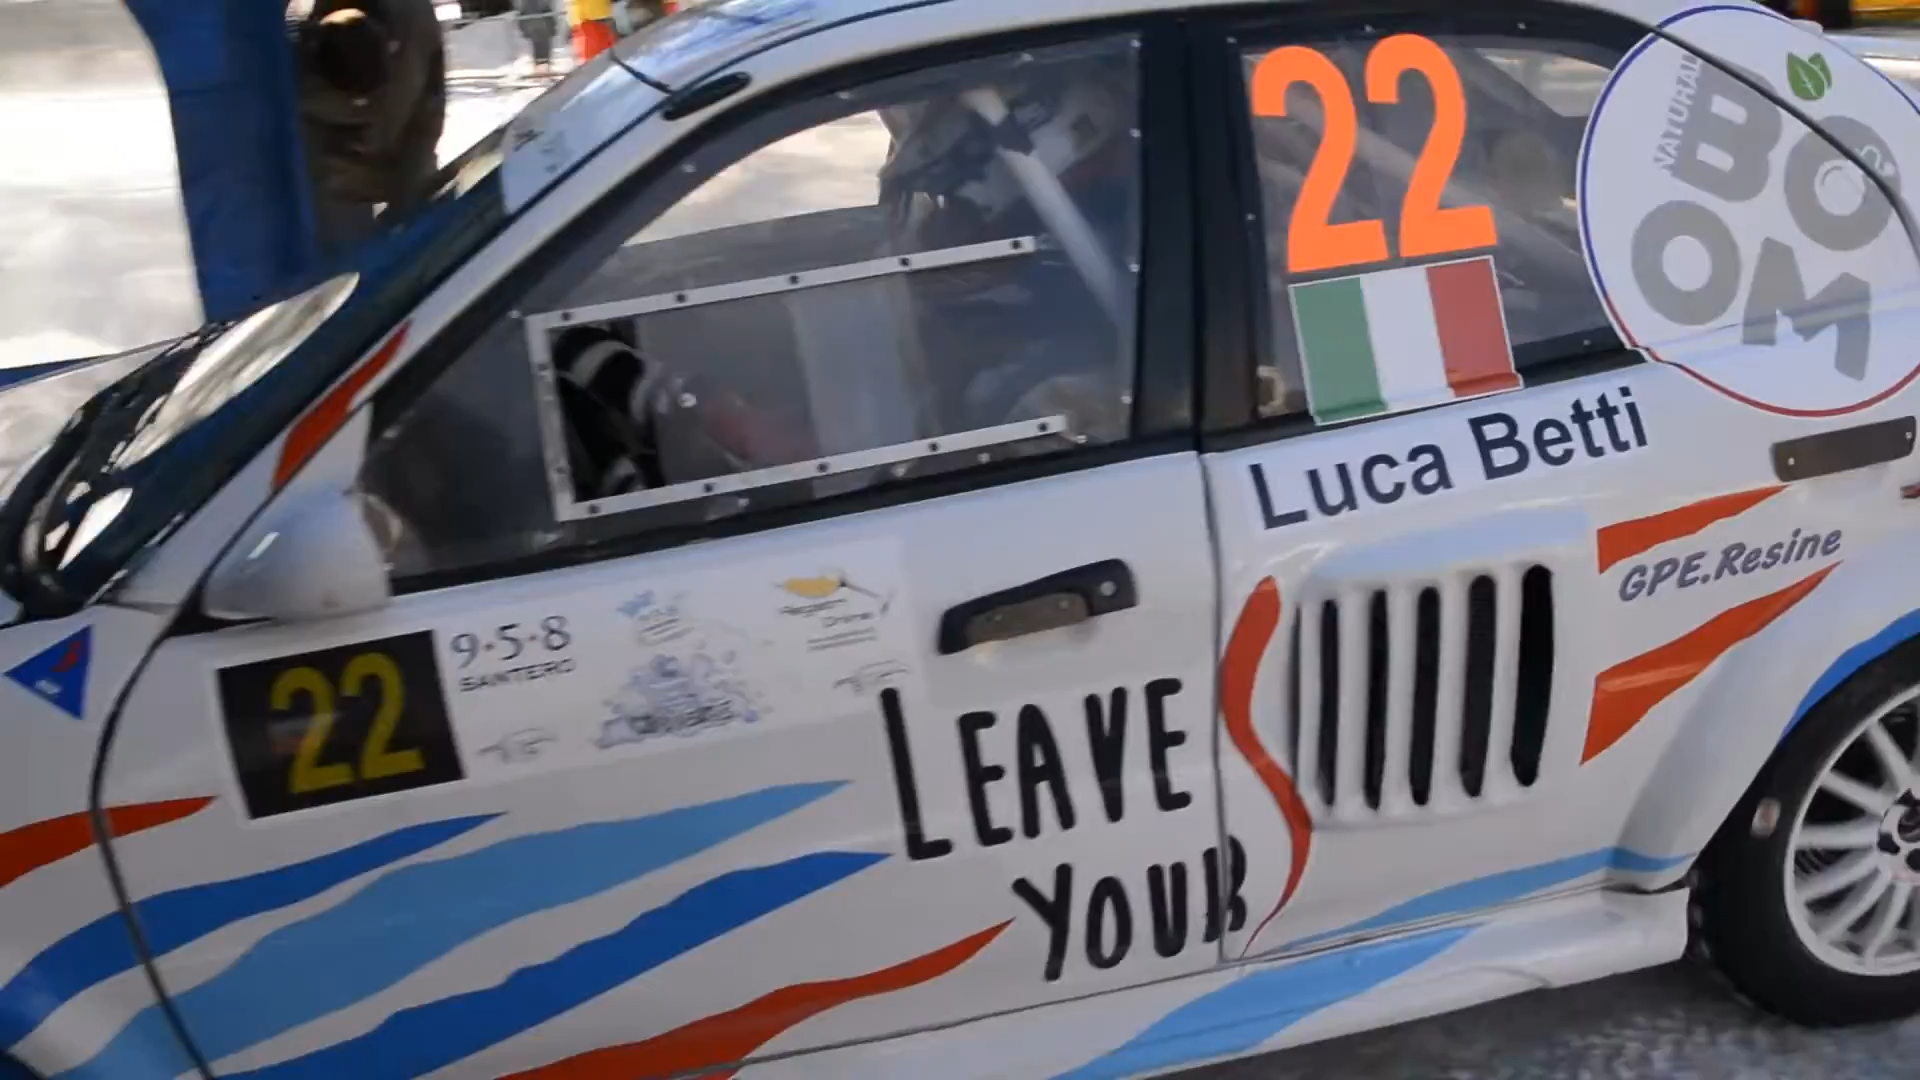 22
NATURAL
BOOM
Luca Betti
GPE.Resine
22
9·5·8
SANTERO
LEAVE
YOUR